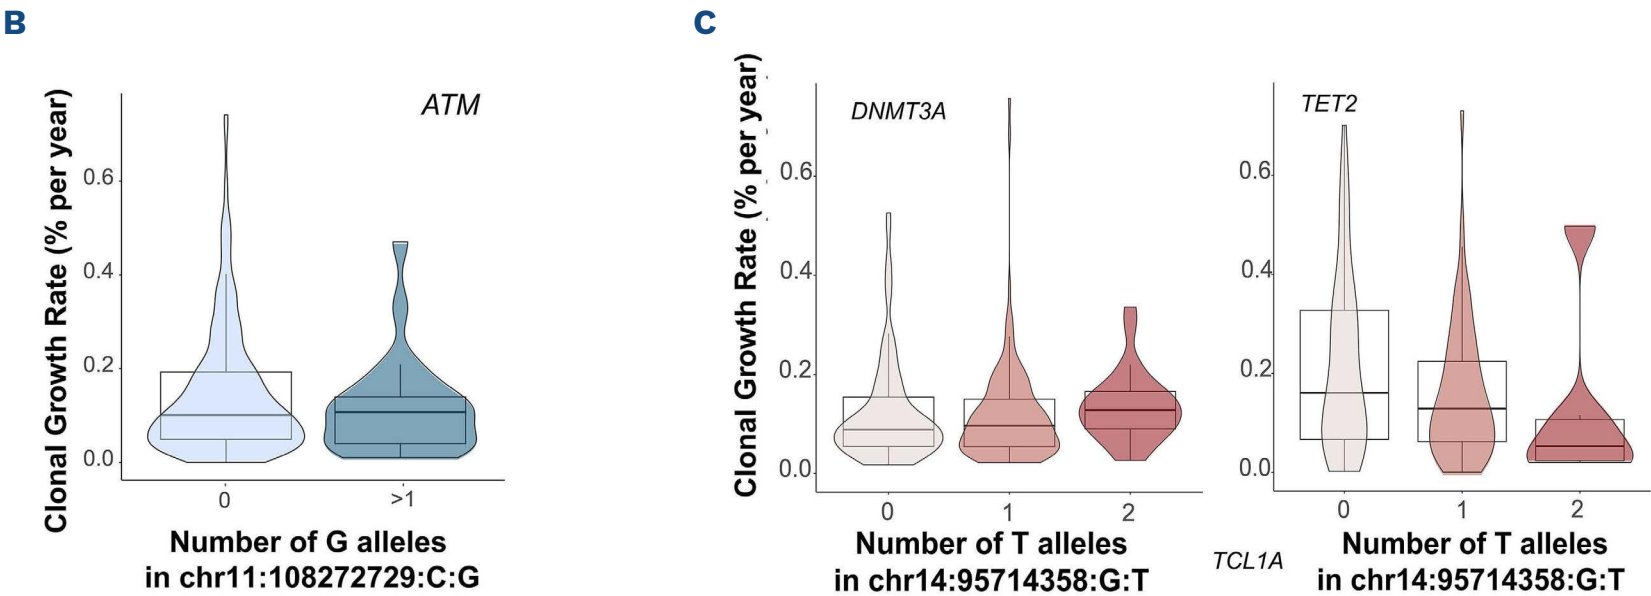 B
Clonal Growth Rate (% per year)
ATM
0.6
0.4
0.2
0.0
0
>1
Number of G alleles
in chr11:108272729:C:G
C
Clonal Growth Rate (% per year)
DNMT3A
0.6
0.4
0.2
0.0
0
1
2
Number of T alleles
in chr14:95714358:G:T
TCL1A
TET2
0.6
0.4
0.2
0.0
0
1
2
Number of T alleles
in chr14:95714358:G:T